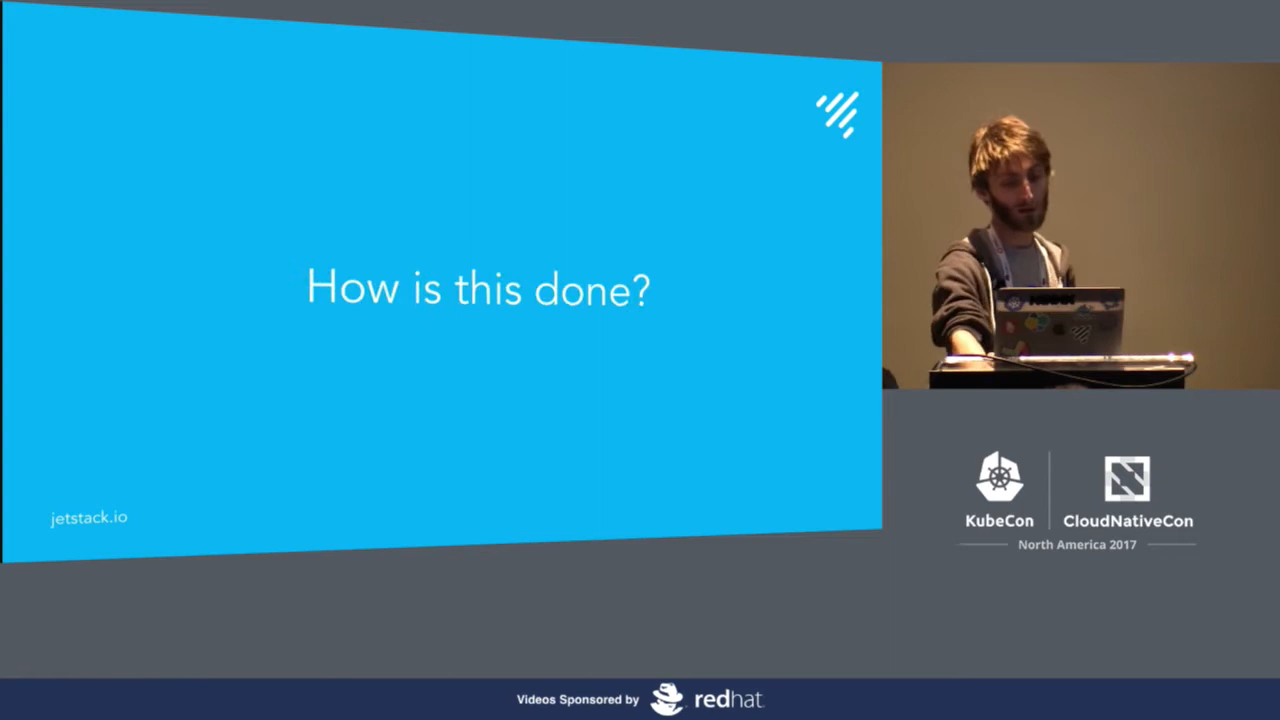 How is this done?
jetstack.io
KubeCon
CloudNativeCon
North America 2017
Videos Sponsored by redhat